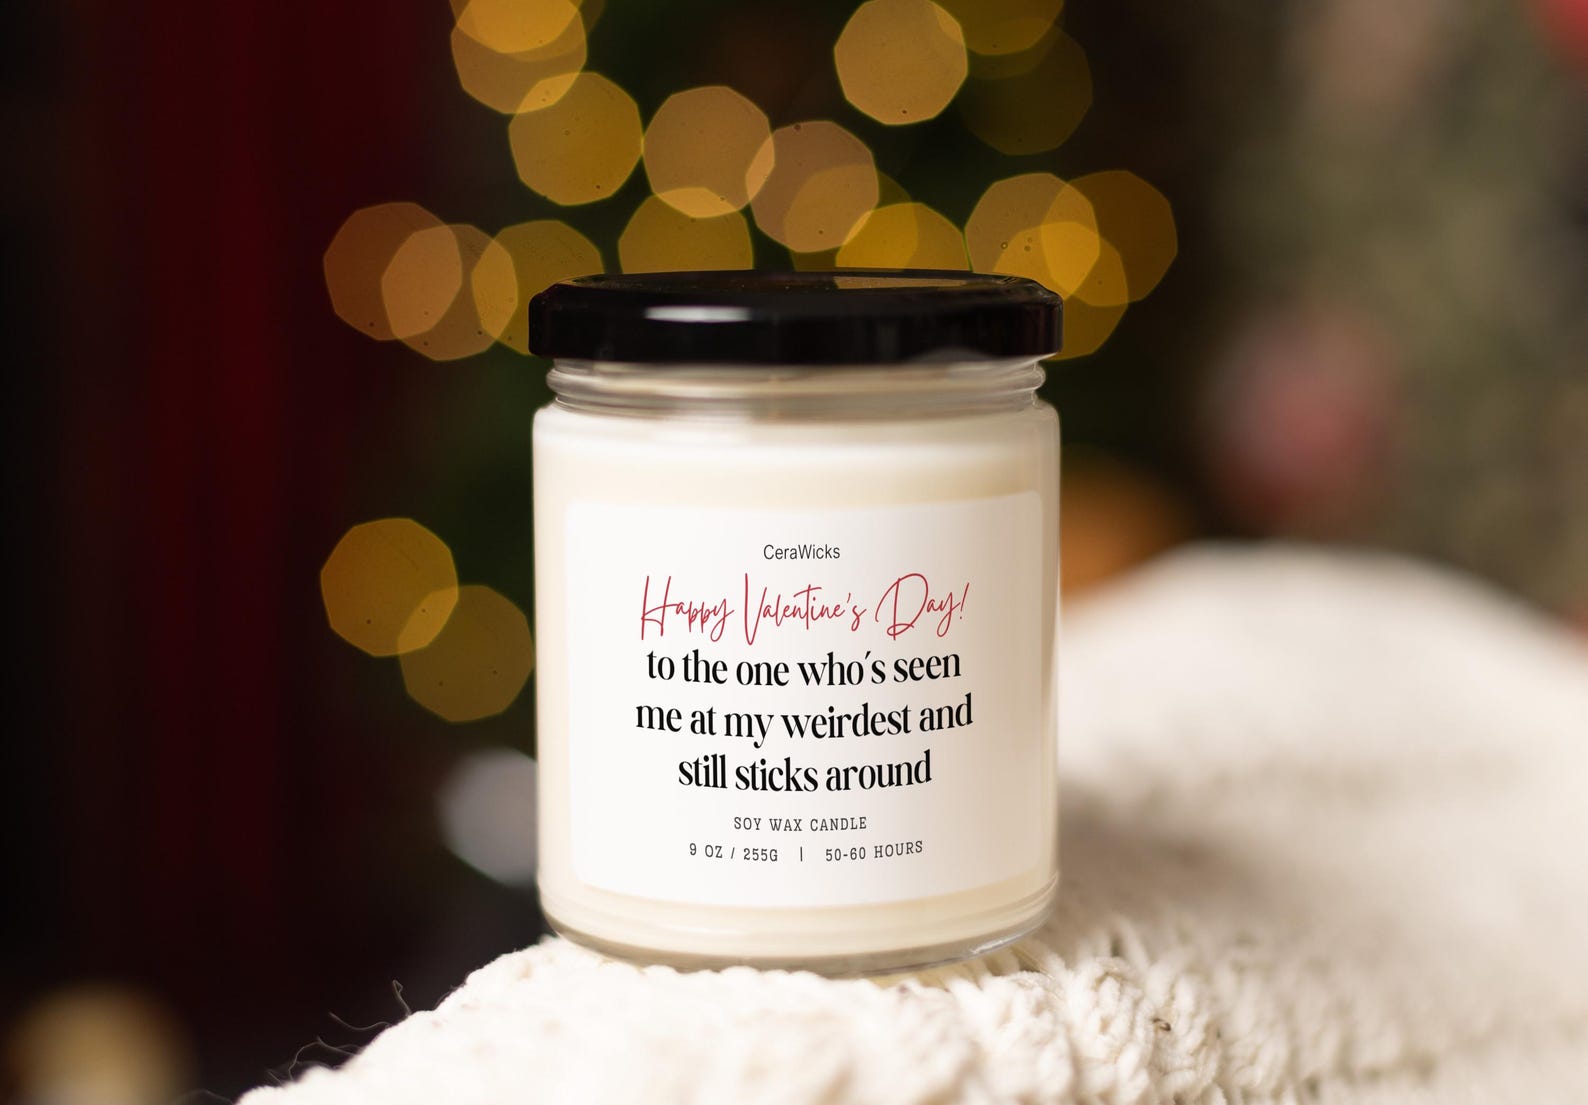 CeraWicks
Happy Valentine's Day!
to the one who's seen
me at my weirdest and
still sticks around
SOY WAX CANDLE
9 OZ / 255G | 50-60 HOURS